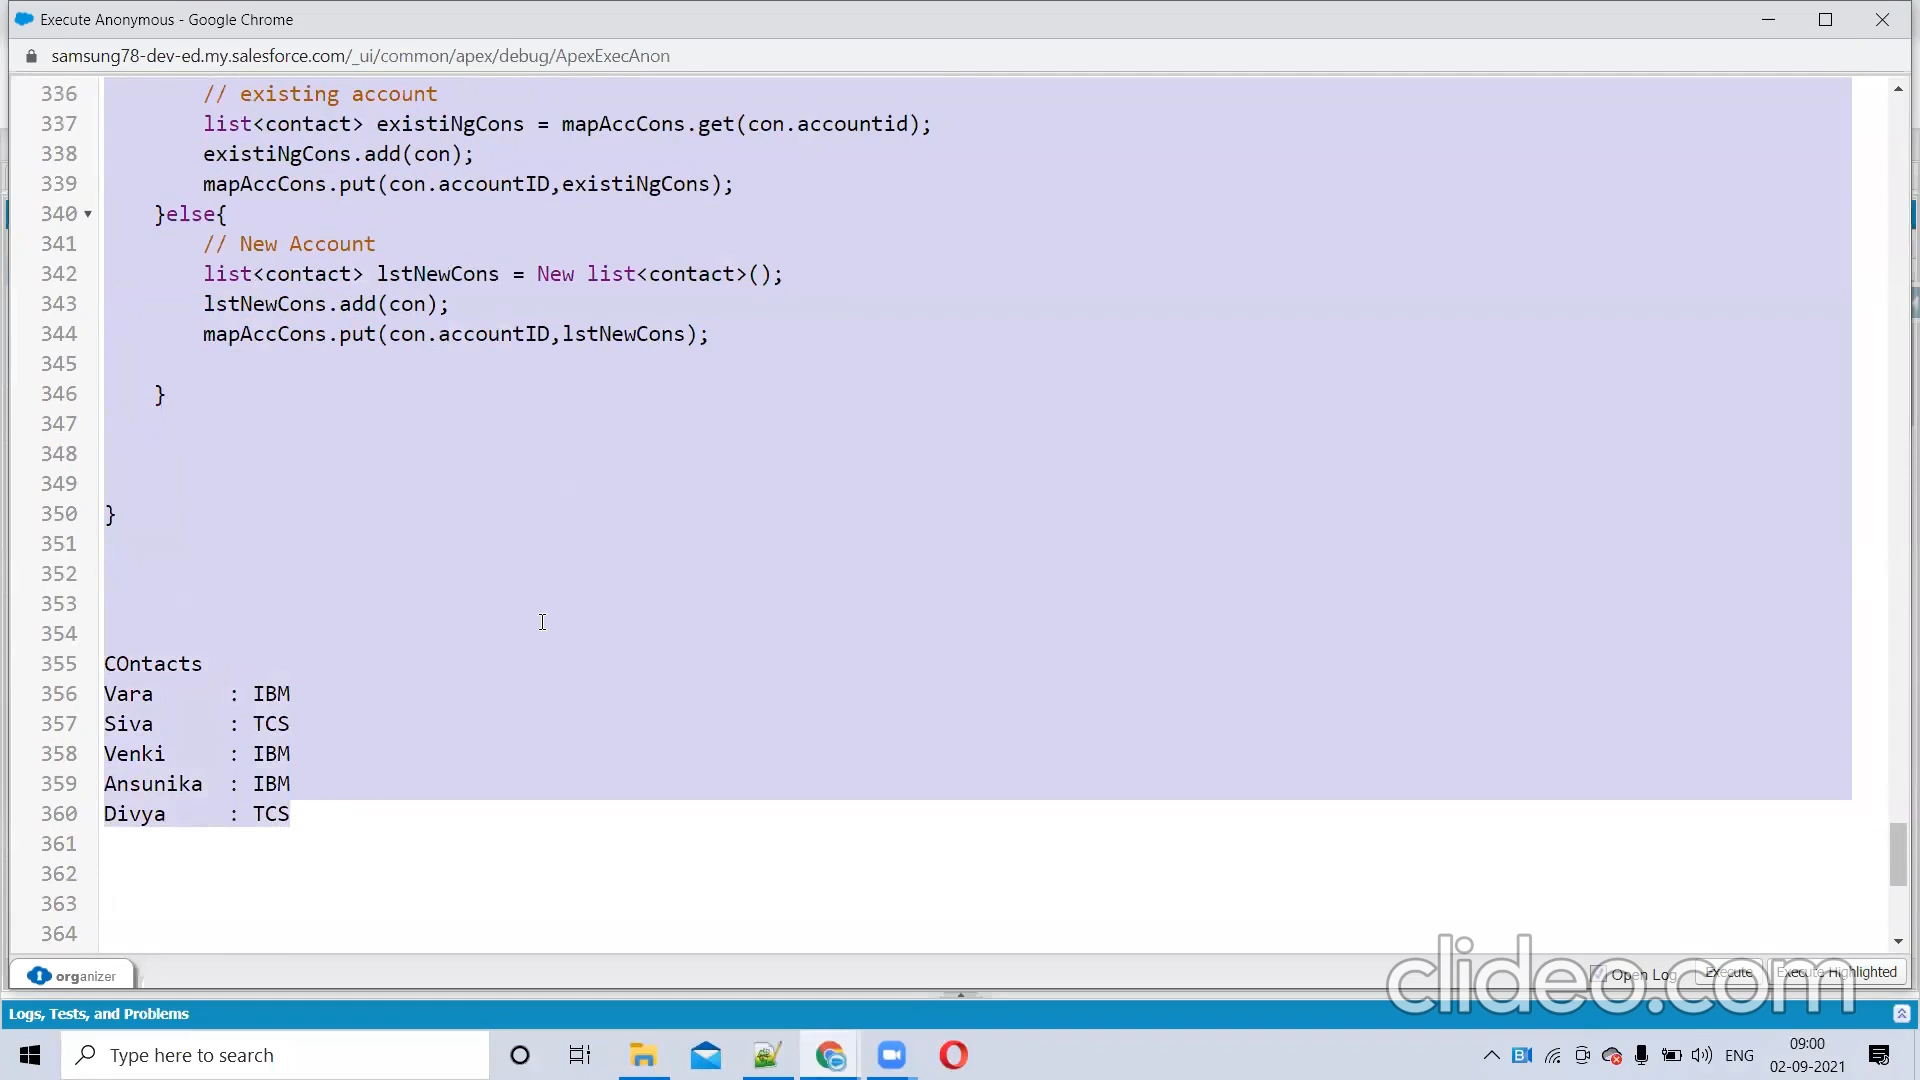 Execute Anonymous - Google Chrome
samsung78-dev-ed.my.salesforce.com/_ui/common/apex/debug/ApexExecAnon
336 // existing account
337 list<contact> existiNgCons = mapAccCons.get(con.accountid);
338 existiNgCons.add(con);
339 mapAccCons.put(con.accountID,existiNgCons);
340 }else{
341 // New Account
342 list<contact> lstNewCons = New list<contact>();
343 lstNewCons.add(con);
344 mapAccCons.put(con.accountID,lstNewCons);
345
346 }
347
348
349
350 }
351
352
353
354
355 COntacts
356 Vara : IBM
357 Siva : TCS
358 Venki : IBM
359 Ansunika : IBM
360 Divya : TCS
361
362
363
364
organizer
Open Log Execute Execute Highlighted
clideo.com
Logs, Tests, and Problems
Type here to search
ENG
09:00
02-09-2021